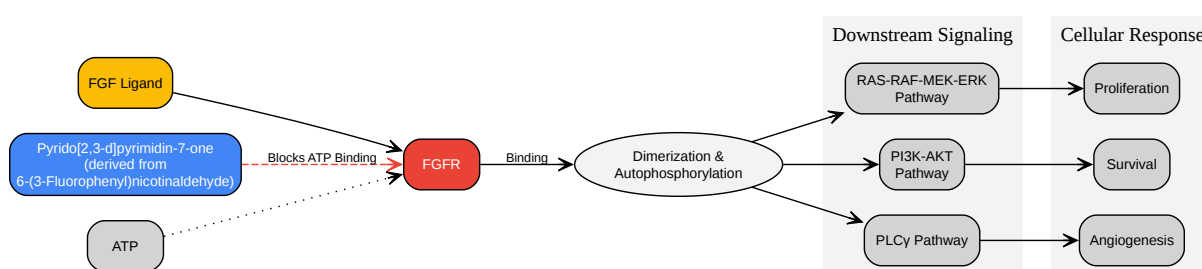 Downstream Signaling
Cellular Response
FGF Ligand
RAS-RAF-MEK-ERK
Pathway
Proliferation
Pyrido[2,3-d]pyrimidin-7-one
(derived from
6-(3-Fluorophenyl)nicotinaldehyde)
Blocks ATP Binding
FGFR
Binding
Dimerization &
Autophosphorylation
PI3K-AKT
Pathway
Survival
ATP
PLCγ Pathway
Angiogenesis